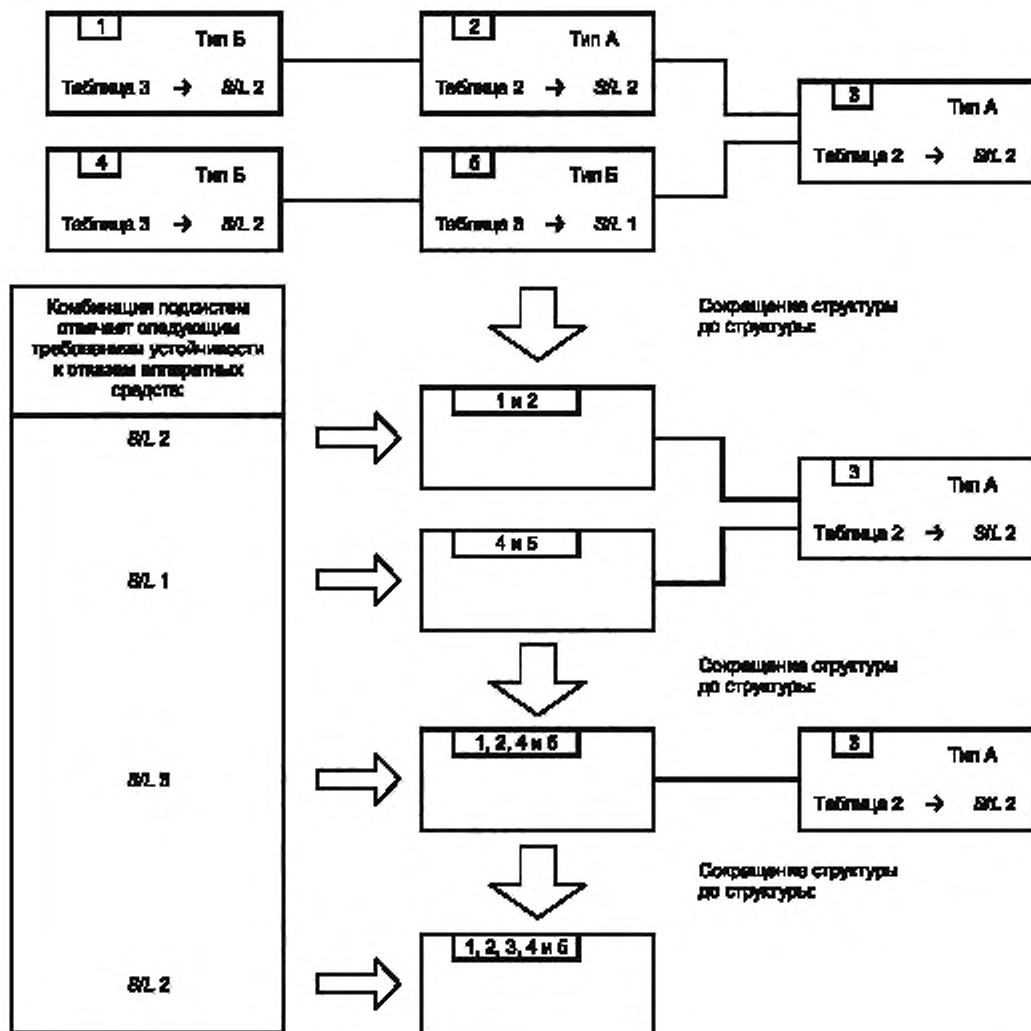 1
Тип Б
Таблица 3 → SIL 2
2
Тип А
Таблица 2 → SIL 2
3
Тип А
Таблица 2 → SIL 2
4
Тип Б
Таблица 3 → SIL 2
5
Тип Б
Таблица 3 → SIL 1
Комбинация подсистем
отвечает следующим
требованиям устойчивости
к отказам аппаратных
средств:
Сокращение структуры
до структуры:
SIL 2
1 и 2
3
Тип А
Таблица 2 → SIL 2
SIL 1
4 и 5
Сокращение структуры
до структуры:
SIL 3
1, 2, 4 и 5
3
Тип А
Таблица 2 → SIL 2
Сокращение структуры
до структуры:
SIL 2
1, 2, 3, 4 и 5